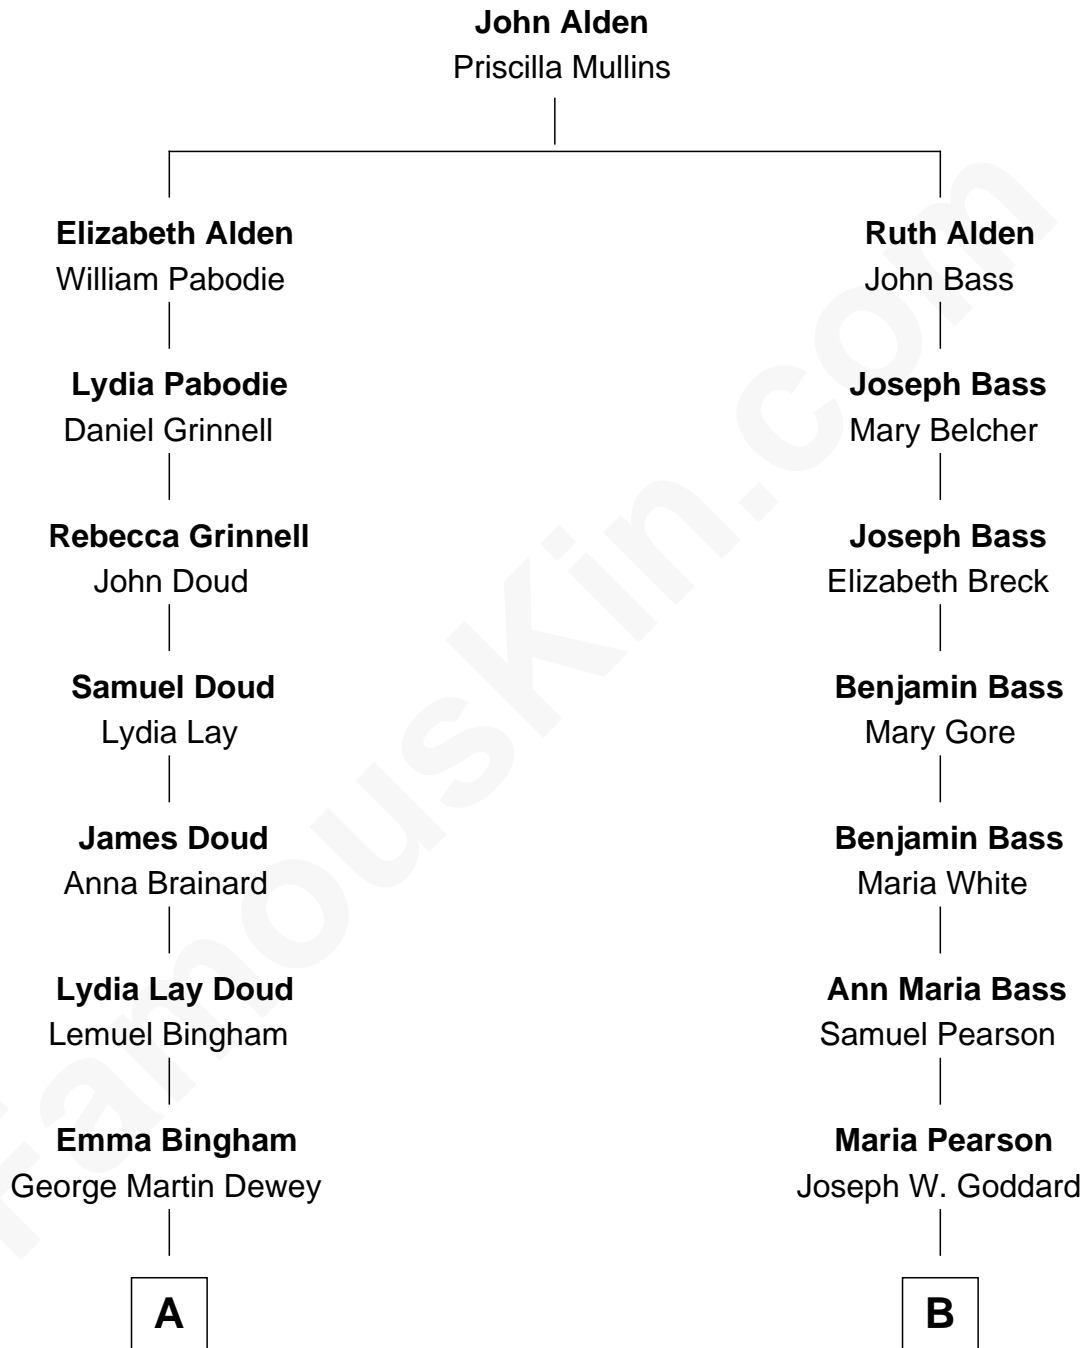 John Alden
Priscilla Mullins
Elizabeth Alden
William Pabodie
Ruth Alden
John Bass
Lydia Pabodie
Daniel Grinnell
Joseph Bass
Mary Belcher
Rebecca Grinnell
John Doud
Joseph Bass
Elizabeth Breck
Samuel Doud
Lydia Lay
Benjamin Bass
Mary Gore
James Doud
Anna Brainard
Benjamin Bass
Maria White
Lydia Lay Doud
Lemuel Bingham
Ann Maria Bass
Samuel Pearson
Emma Bingham
George Martin Dewey
Maria Pearson
Joseph W. Goddard
A
B
FamousKin.com